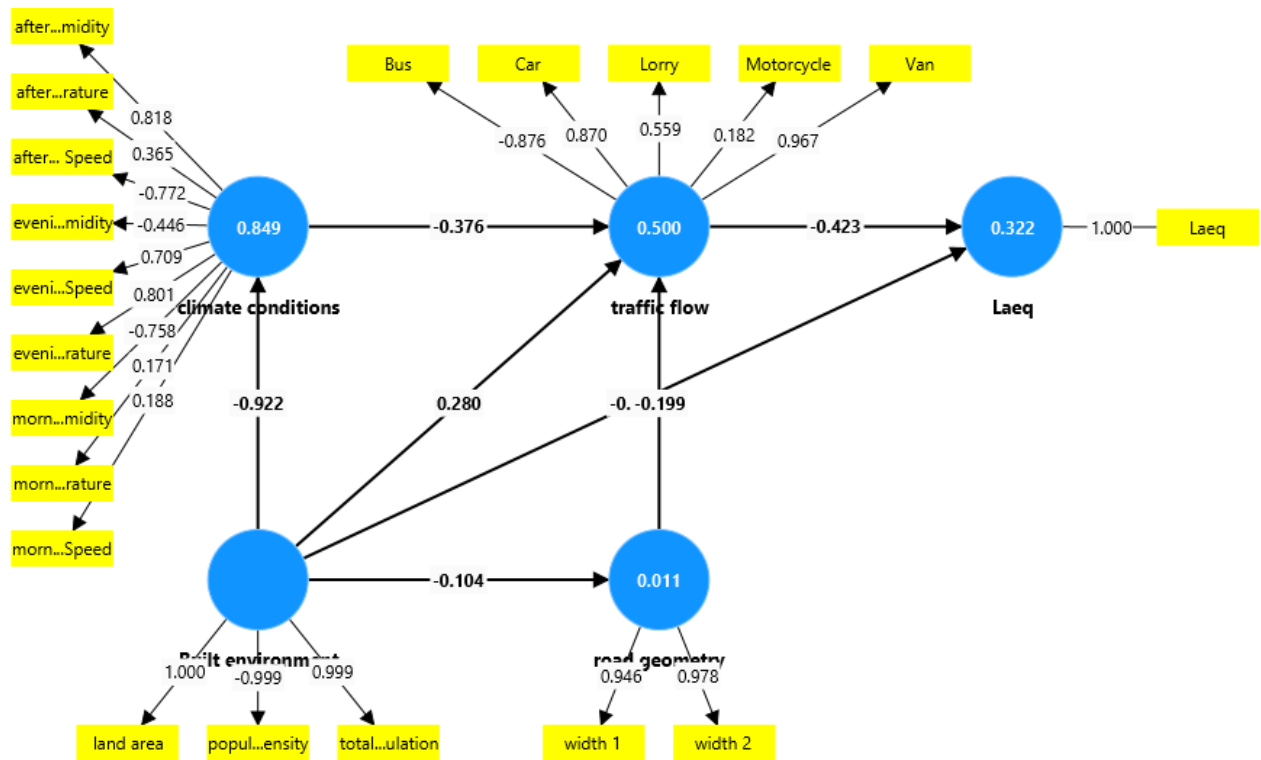 after...midity
after...rature
after... Speed
eveni...midity
eveni...Speed
eveni...rature
morn...midity
morn...rature
morn...Speed
0.818
0.365
-0.772
-0.446
0.709
0.801
-0.758
0.171
0.188
Bus
Car
Lorry
Motorcycle
Van
-0.876
0.870
0.559
0.182
0.967
0.849
climate conditions
-0.376
0.500
traffic flow
-0.423
0.322
Laeq
1.000
Laeq
-0.922
0.280
-0.
-0.199
-0.104
Built environment
0.011
road geometry
1.000
-0.999
0.999
0.946
0.978
land area
popul...ensity
total...ulation
width 1
width 2